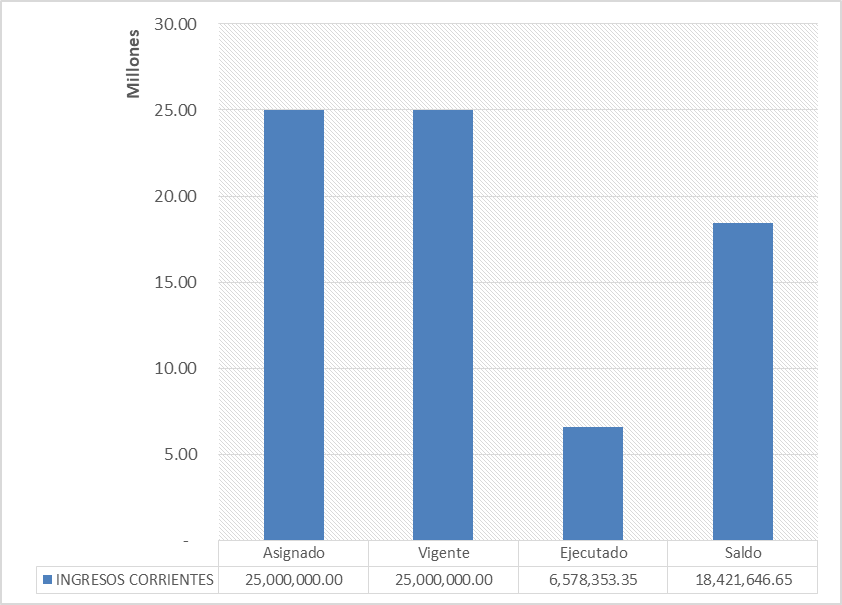 Millones
30.00
25.00
20.00
15.00
10.00
5.00
-
Asignado Vigente Ejecutado Saldo
INGRESOS CORRIENTES 25,000,000.00 25,000,000.00 6,578,353.35 18,421,646.65